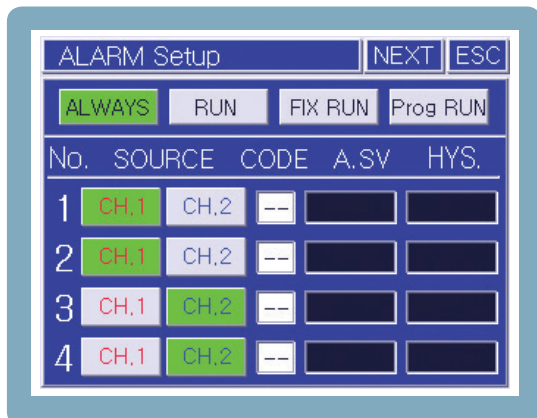 ALARM Setup NEXT ESC
ALWAYS RUN FIX RUN Prog RUN
No. SOURCE CODE A.SV HYS.
1 CH.1 CH.2 --
2 CH.1 CH.2 --
3 CH.1 CH.2 --
4 CH.1 CH.2 --